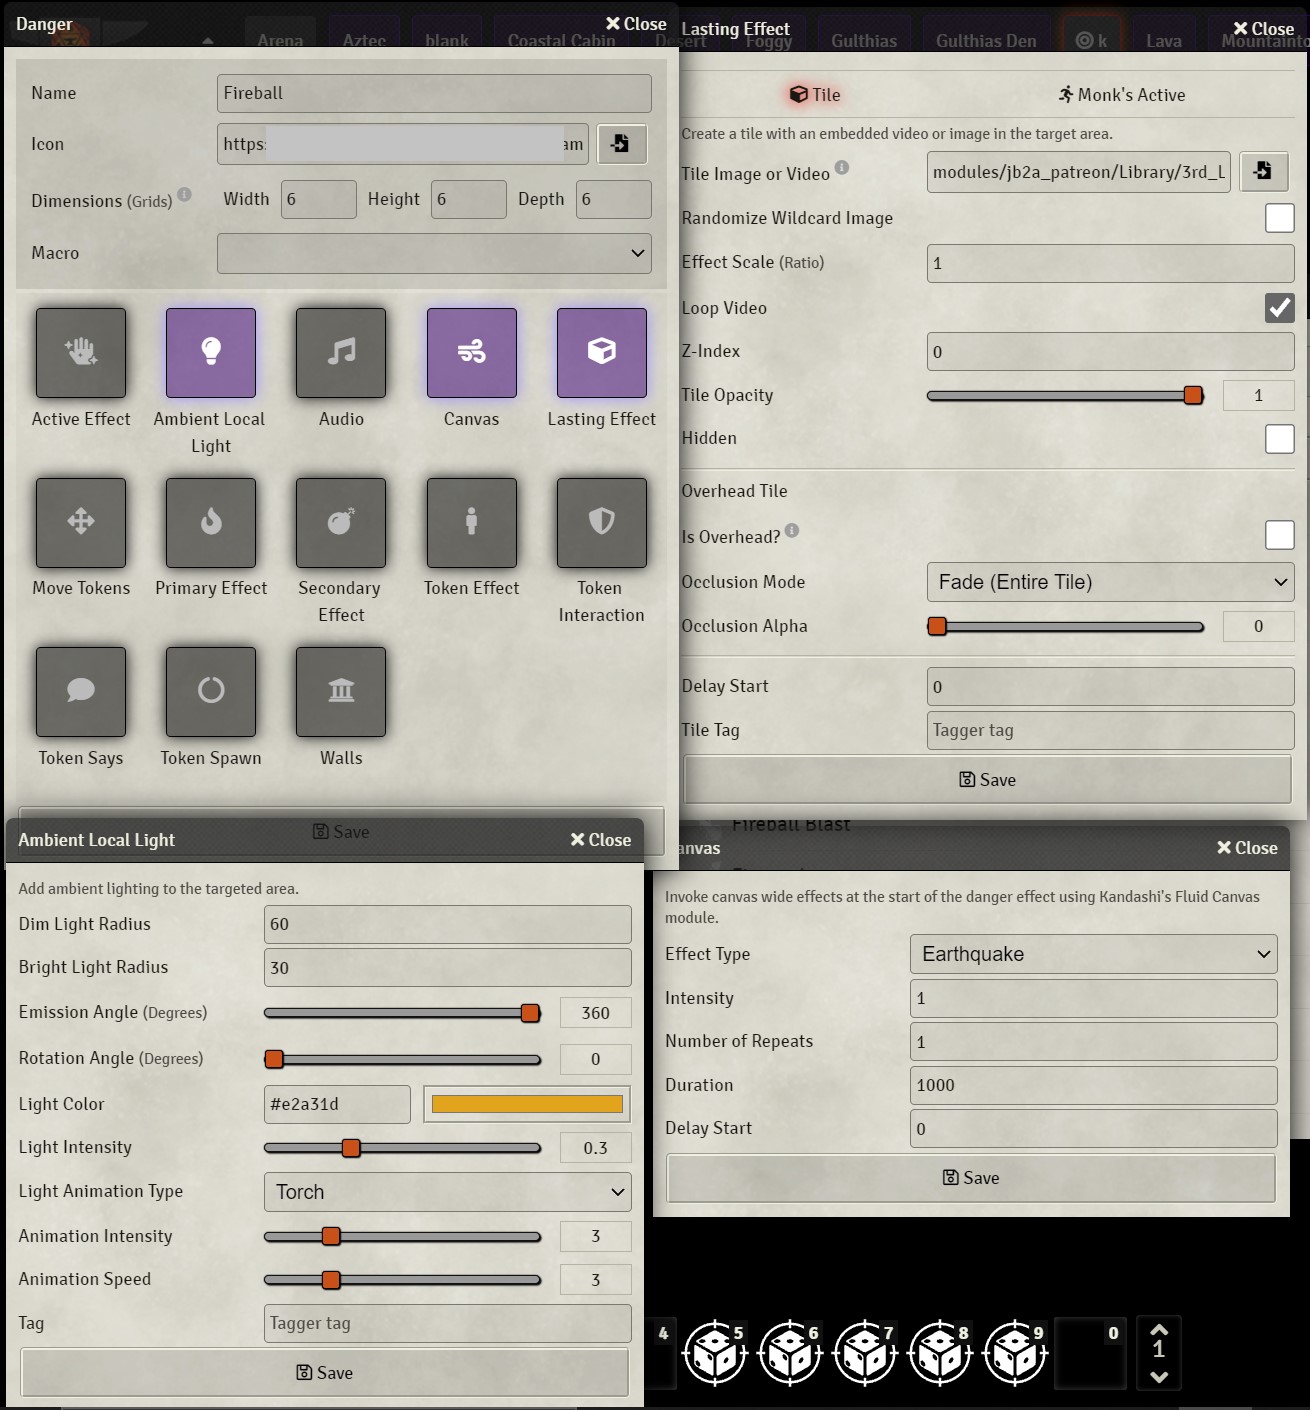 Danger
Close
Arena
Aztec
blank
Coastal Cabin
Desert
Foggy
Gulthias
Gulthias Den
k
Lava
Name
Fireball
Icon
https:
am
Dimensions (Grids)
Width
6
Height
6
Depth
6
Macro
Active Effect
Ambient Local
Light
Audio
Canvas
Lasting Effect
Move Tokens
Primary Effect
Secondary
Effect
Token Effect
Token
Interaction
Token Says
Token Spawn
Walls
Save
Lasting Effect
Close
Tile
Monk's Active
Create a tile with an embedded video or image in the target area.
Tile Image or Video
modules/jb2a_patreon/Library/3rd_L
Randomize Wildcard Image
Effect Scale (Ratio)
1
Loop Video
Z-Index
0
Tile Opacity
1
Hidden
Overhead Tile
Is Overhead?
Occlusion Mode
Fade (Entire Tile)
Occlusion Alpha
0
Delay Start
0
Tile Tag
Tagger tag
Save
Fireball Blast
Ambient Local Light
Close
Add ambient lighting to the targeted area.
Dim Light Radius
60
Bright Light Radius
30
Emission Angle (Degrees)
360
Rotation Angle (Degrees)
0
Light Color
#e2a31d
Light Intensity
0.3
Light Animation Type
Torch
Animation Intensity
3
Animation Speed
3
Tag
Tagger tag
Save
anvas
Close
Invoke canvas wide effects at the start of the danger effect using Kandashi's Fluid Canvas
module.
Effect Type
Earthquake
Intensity
1
Number of Repeats
1
Duration
1000
Delay Start
0
Save
4
5
6
7
8
9
0
1